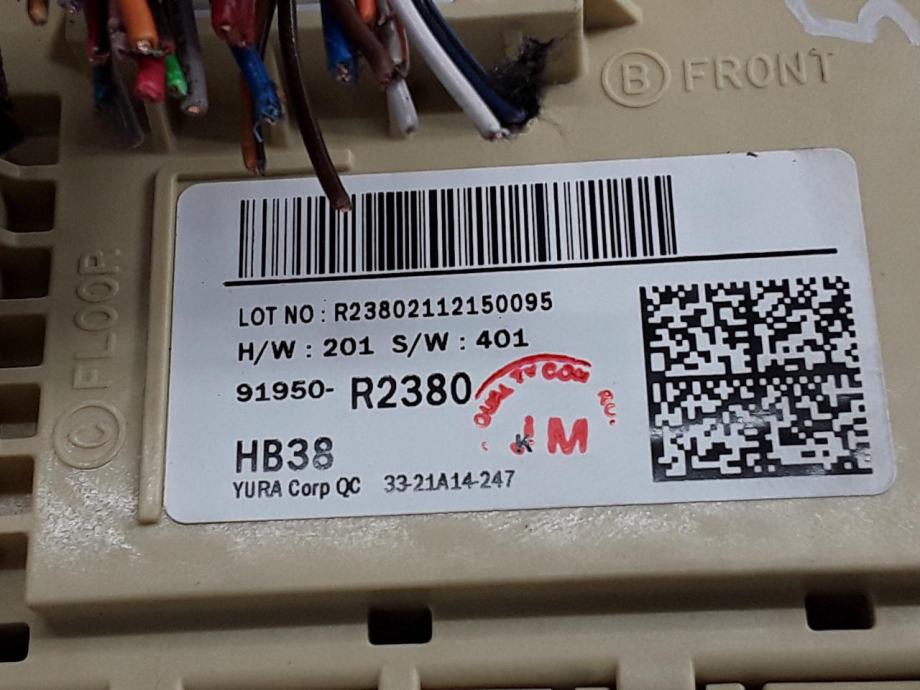 B FRONT
C FLOOR
LOT NO : R23802112150095
H/W : 201 S/W : 401
91950- R2380
HB38
YURA Corp QC 33-21A14-247
K M